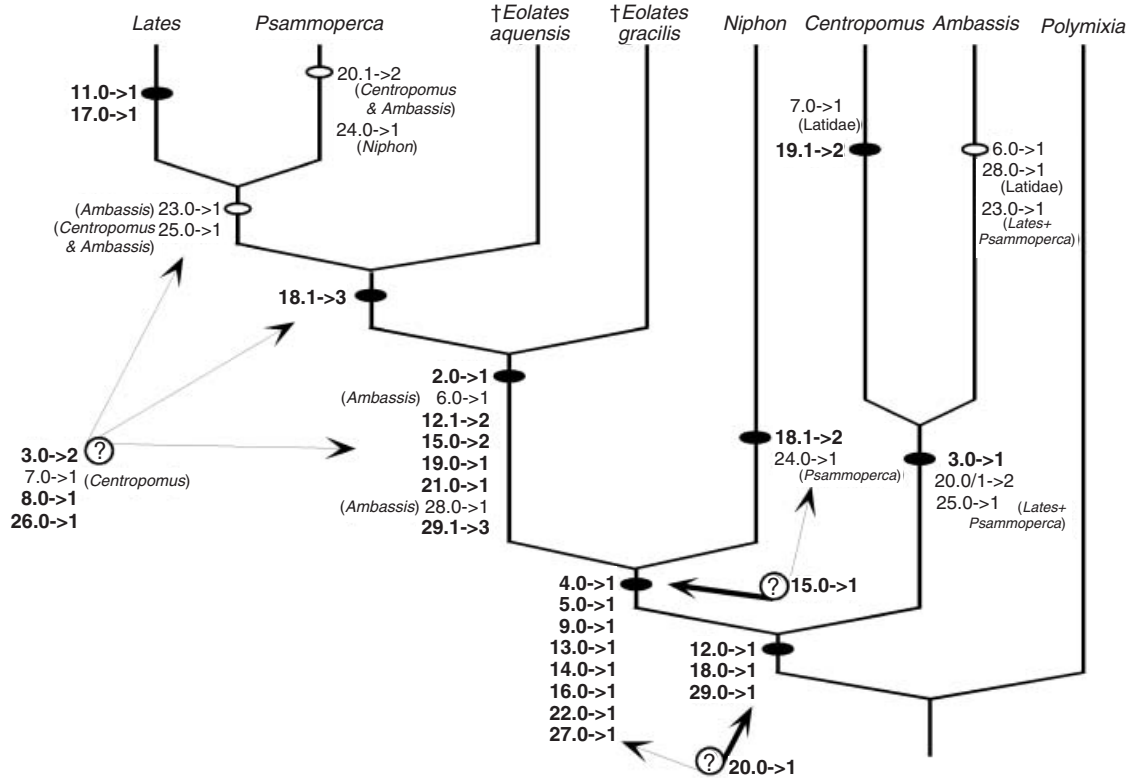 Lates
Psammoperca
†Eolates
aquensis
†Eolates
gracilis
Niphon
Centropomus
Ambassis
Polymixia
11.0->1
17.0->1
20.1->2
(Centropomus
& Ambassis)
24.0->1
(Niphon)
7.0->1
(Latidae)
19.1->2
6.0->1
28.0->1
(Latidae)
23.0->1
(Lates+
Psammoperca)
(Ambassis) 23.0->1
(Centropomus 25.0->1
& Ambassis)
18.1->3
2.0->1
(Ambassis) 6.0->1
12.1->2
15.0->2
19.0->1
21.0->1
(Ambassis) 28.0->1
29.1->3
3.0->2 ?
7.0->1 (Centropomus)
8.0->1
26.0->1
18.1->2
24.0->1
(Psammoperca)
3.0->1
20.0/1->2
25.0->1 (Lates+
Psammoperca)
4.0->1
5.0->1
9.0->1
13.0->1
14.0->1
16.0->1
22.0->1
27.0->1
? 15.0->1
12.0->1
18.0->1
29.0->1
? 20.0->1